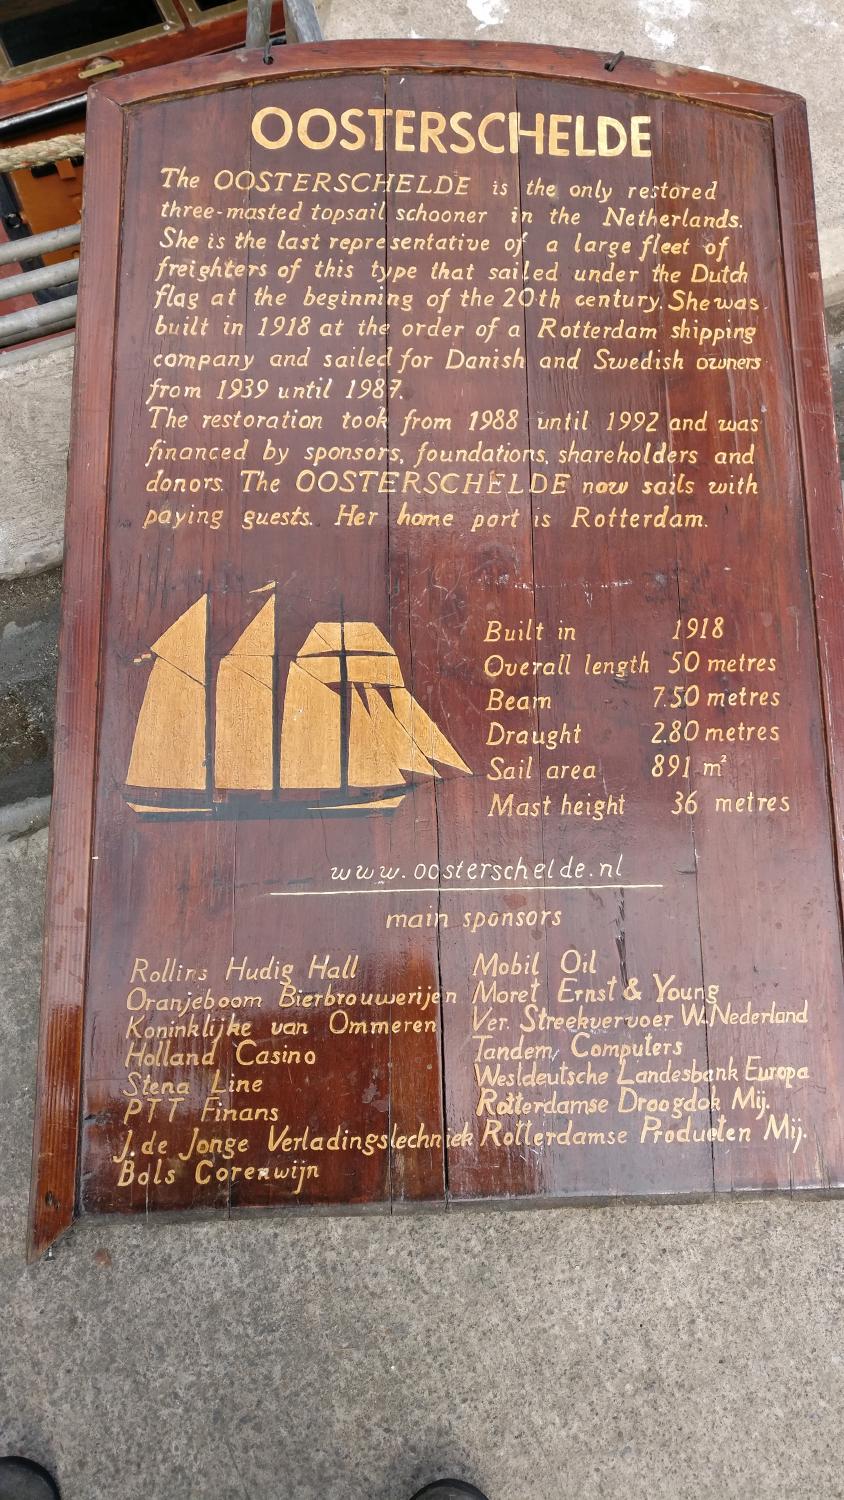 OOSTERSCHELDE
The OOSTERSCHELDE is the only restored
three-masted topsail schooner in the Netherlands.
She is the last representative of a large fleet of
freighters of this type that sailed under the Dutch
flag at the beginning of the 20th century. She was
built in 1918 at the order of a Rotterdam shipping
company and sailed for Danish and Swedish owners
from 1939 until 1987.
The restoration took from 1988 until 1992 and was
financed by sponsors, foundations, shareholders and
donors. The OOSTERSCHELDE now sails with
paying guests. Her home port is Rotterdam.
Built in 1918
Overall length 50 metres
Beam 7.50 metres
Draught 2.80 metres
Sail area 891 m²
Mast height 36 metres
www.oosterschelde.nl
main sponsors
Rollins Hudig Hall
Oranjeboom Bierbrouwerijen
Koninklijke van Ommeren
Holland Casino
Stena Line
PTT Finans
J. de Jonge Verladingstechniek
Bols Corenwijn
Mobil Oil
Moret Ernst & Young
Ver. Streekvervoer W. Nederland
Tandem Computers
Westdeutsche Landesbank Europa
Rotterdamse Droogdok Mij.
Rotterdamse Producten Mij.